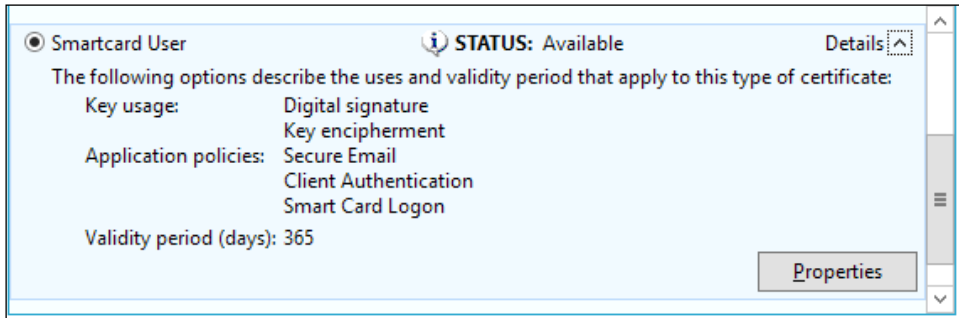 Smartcard User STATUS: Available Details
The following options describe the uses and validity period that apply to this type of certificate:
Key usage: Digital signature
Key encipherment
Application policies: Secure Email
Client Authentication
Smart Card Logon
Validity period (days): 365
Properties